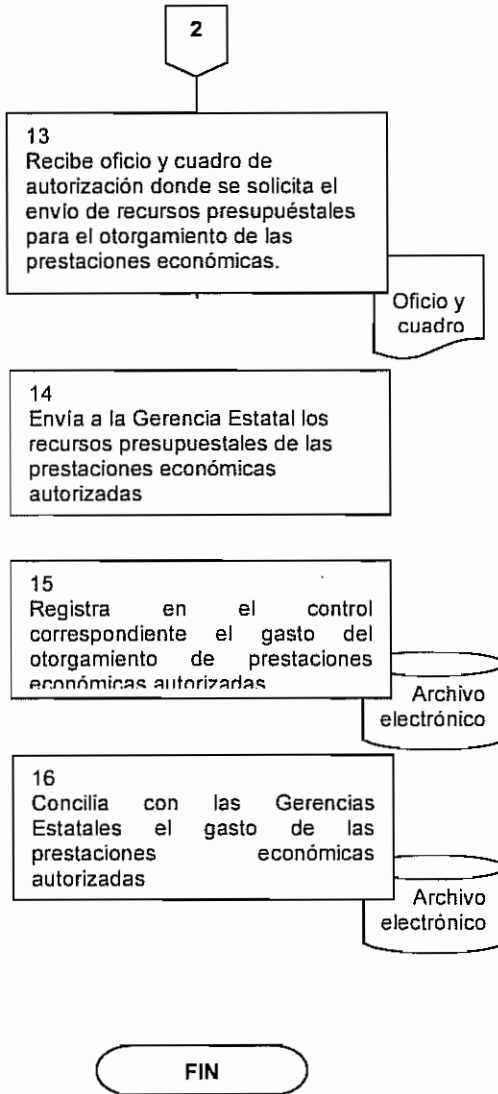 2
13
Recibe oficio y cuadro de
autorización donde se solicita el
envío de recursos presupuéstales
para el otorgamiento de las
prestaciones económicas.
Oficio y
cuadro
14
Envía a la Gerencia Estatal los
recursos presupuestales de las
prestaciones económicas
autorizadas
15
Registra en el control
correspondiente el gasto del
otorgamiento de prestaciones
económicas autorizadas
Archivo
electrónico
16
Concilía con las Gerencias
Estatales el gasto de las
prestaciones económicas
autorizadas
Archivo
electrónico
FIN